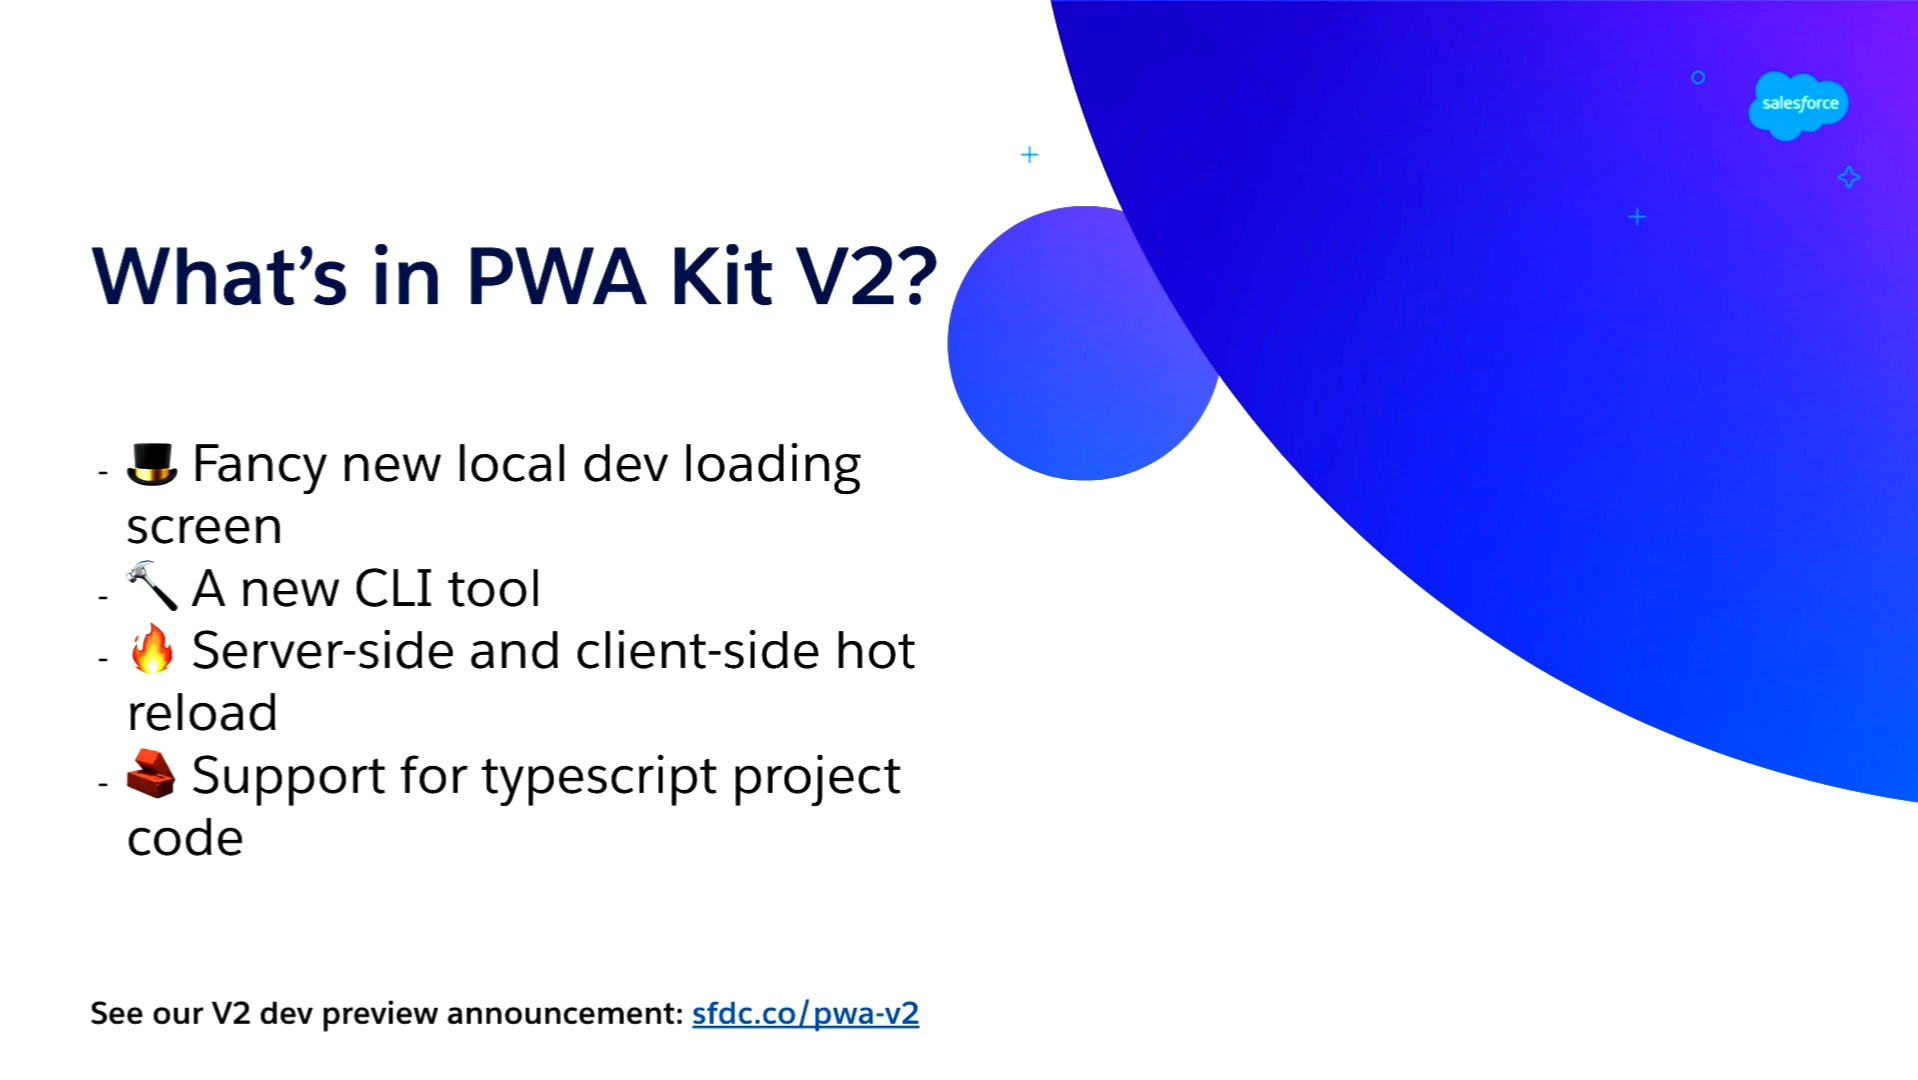 salesforce
What’s in PWA Kit V2?
- 🎩 Fancy new local dev loading
screen
- 🔨 A new CLI tool
- 🔥 Server-side and client-side hot
reload
- 🧱 Support for typescript project
code
See our V2 dev preview announcement: sfdc.co/pwa-v2